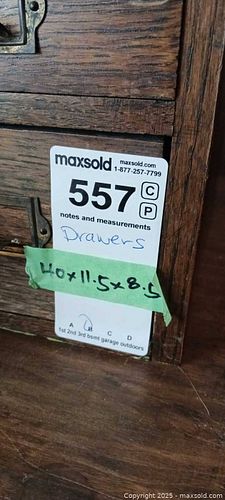 maxsold maxsold.com
1-877-257-7799
557 C
P
notes and measurements
Drawers
40x11.5x8.5
A B C D
1st 2nd 3rd bsmt garage outdoors
Copyright © 2025 - MaxSold Inc